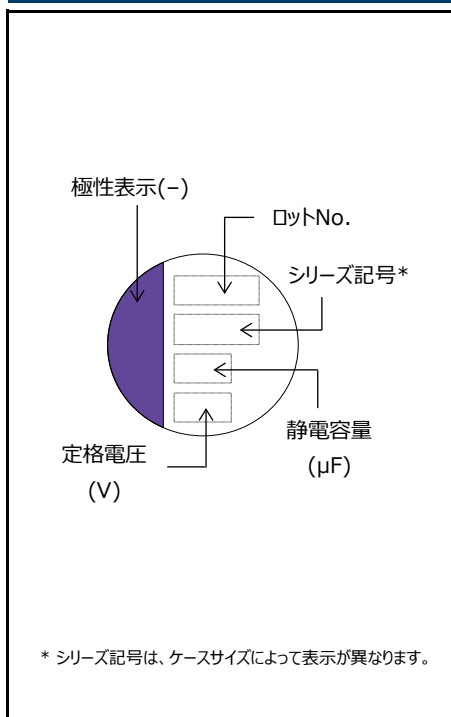 極性表示(–)
ロットNo.
シリーズ記号*
静電容量
(μF)
定格電圧
(V)
* シリーズ記号は、ケースサイズによって表示が異なります。